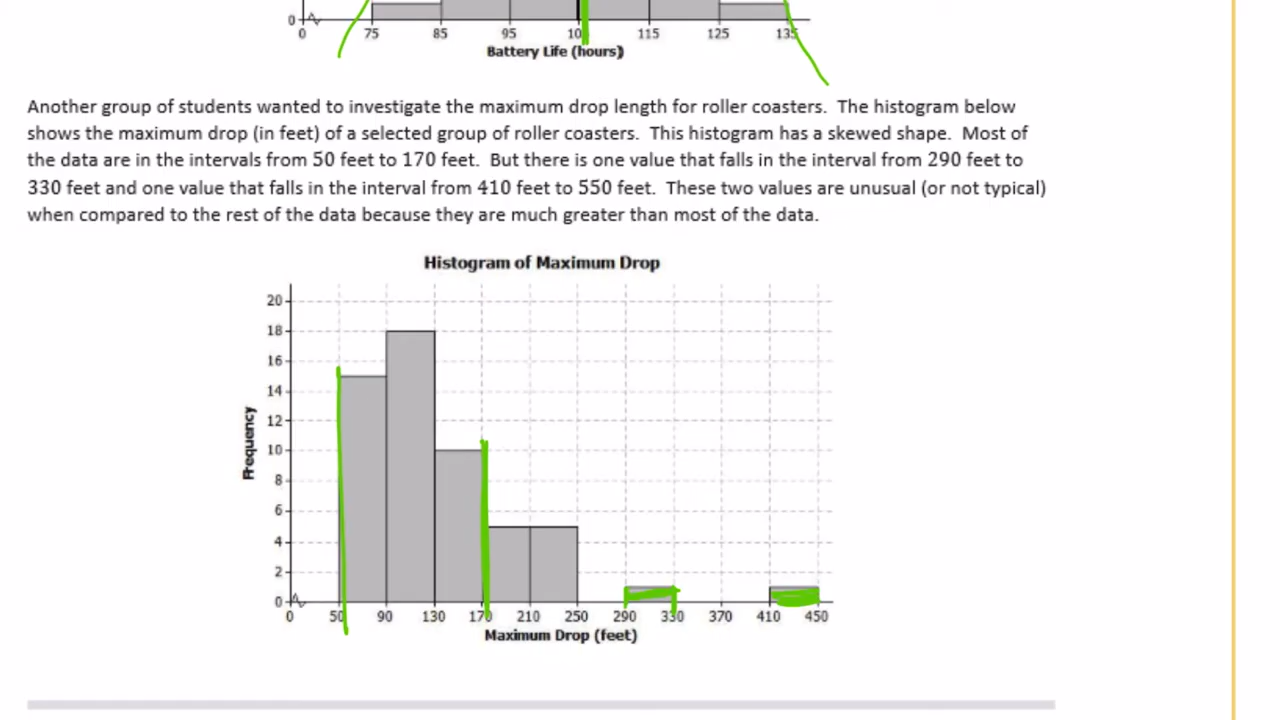 0
0 75 85 95 115 125 135
Battery Life (hours)
Another group of students wanted to investigate the maximum drop length for roller coasters. The histogram below
shows the maximum drop (in feet) of a selected group of roller coasters. This histogram has a skewed shape. Most of
the data are in the intervals from 50 feet to 170 feet. But there is one value that falls in the interval from 290 feet to
330 feet and one value that falls in the interval from 410 feet to 550 feet. These two values are unusual (or not typical)
when compared to the rest of the data because they are much greater than most of the data.
Histogram of Maximum Drop
20
18
16
14
12
10
8
6
4
2
0
Frequency
0 50 90 130 170 210 250 290 330 370 410 450
Maximum Drop (feet)